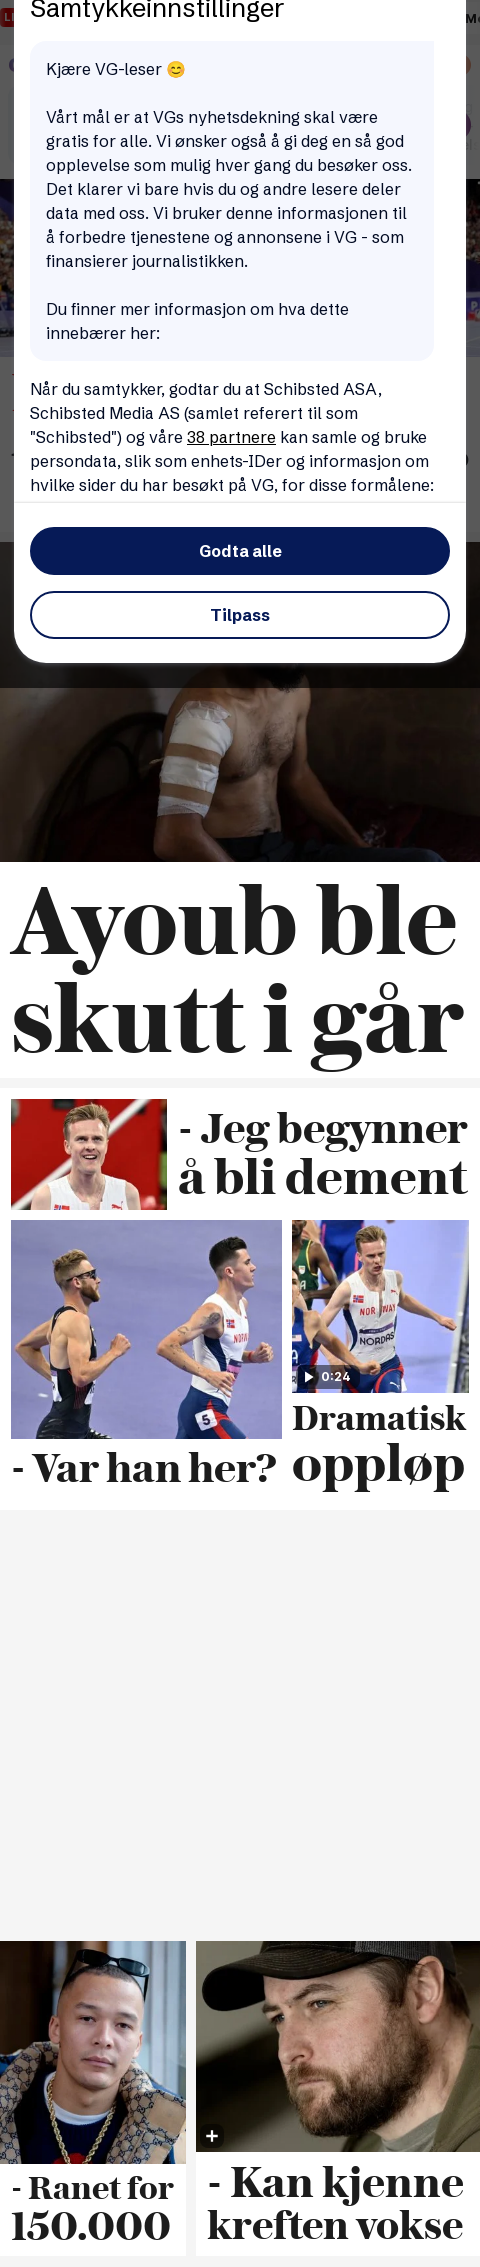 Samtykkeinnstillinger
Kjære VG-leser 😊
Vårt mål er at VGs nyhetsdekning skal være
gratis for alle. Vi ønsker også å gi deg en så god
opplevelse som mulig hver gang du besøker oss.
Det klarer vi bare hvis du og andre lesere deler
data med oss. Vi bruker denne informasjonen til
å forbedre tjenestene og annonsene i VG - som
finansierer journalistikken.
Du finner mer informasjon om hva dette
innebærer her:
Når du samtykker, godtar du at Schibsted ASA,
Schibsted Media AS (samlet referert til som
"Schibsted") og våre 38 partnere kan samle og bruke
persondata, slik som enhets-IDer og informasjon om
hvilke sider du har besøkt på VG, for disse formålene:
Godta alle
Tilpass
Ayoub ble
skutt i går
- Jeg begynner
å bli dement
NORWAY
NORDÅS
5
0:24
- Var han her?
Dramatisk
oppløp
- Ranet for
150.000
- Kan kjenne
kreften vokse